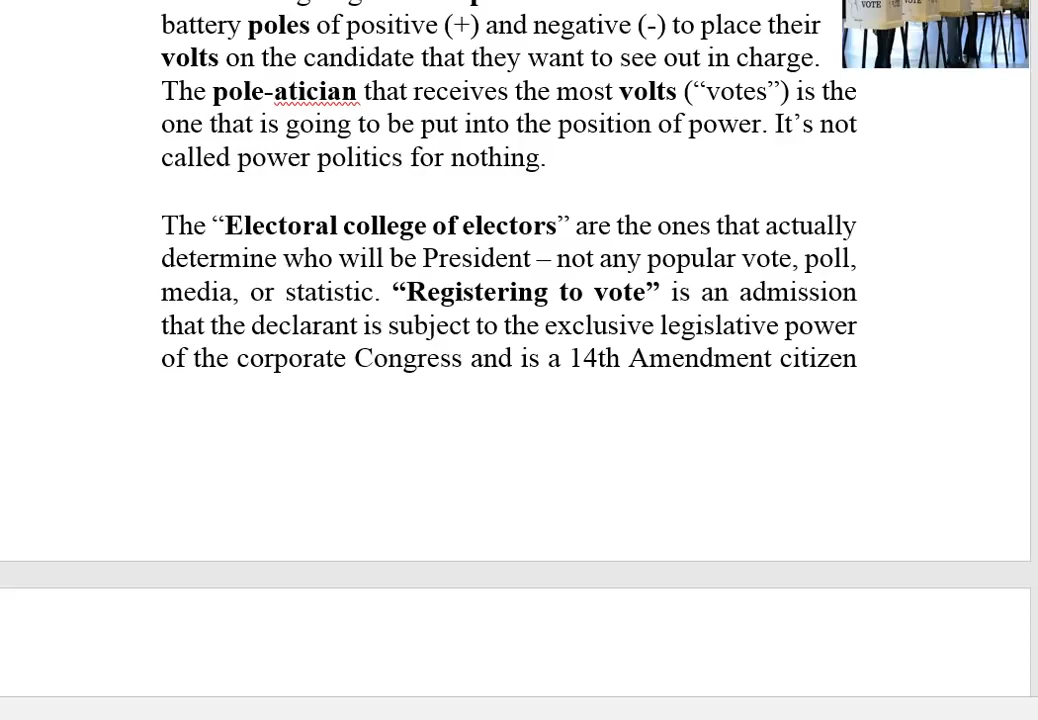 battery poles of positive (+) and negative (-) to place their
volts on the candidate that they want to see out in charge.
The pole-atician that receives the most volts (“votes”) is the
one that is going to be put into the position of power. It’s not
called power politics for nothing.
The “Electoral college of electors” are the ones that actually
determine who will be President – not any popular vote, poll,
media, or statistic. “Registering to vote” is an admission
that the declarant is subject to the exclusive legislative power
of the corporate Congress and is a 14th Amendment citizen
VOTE